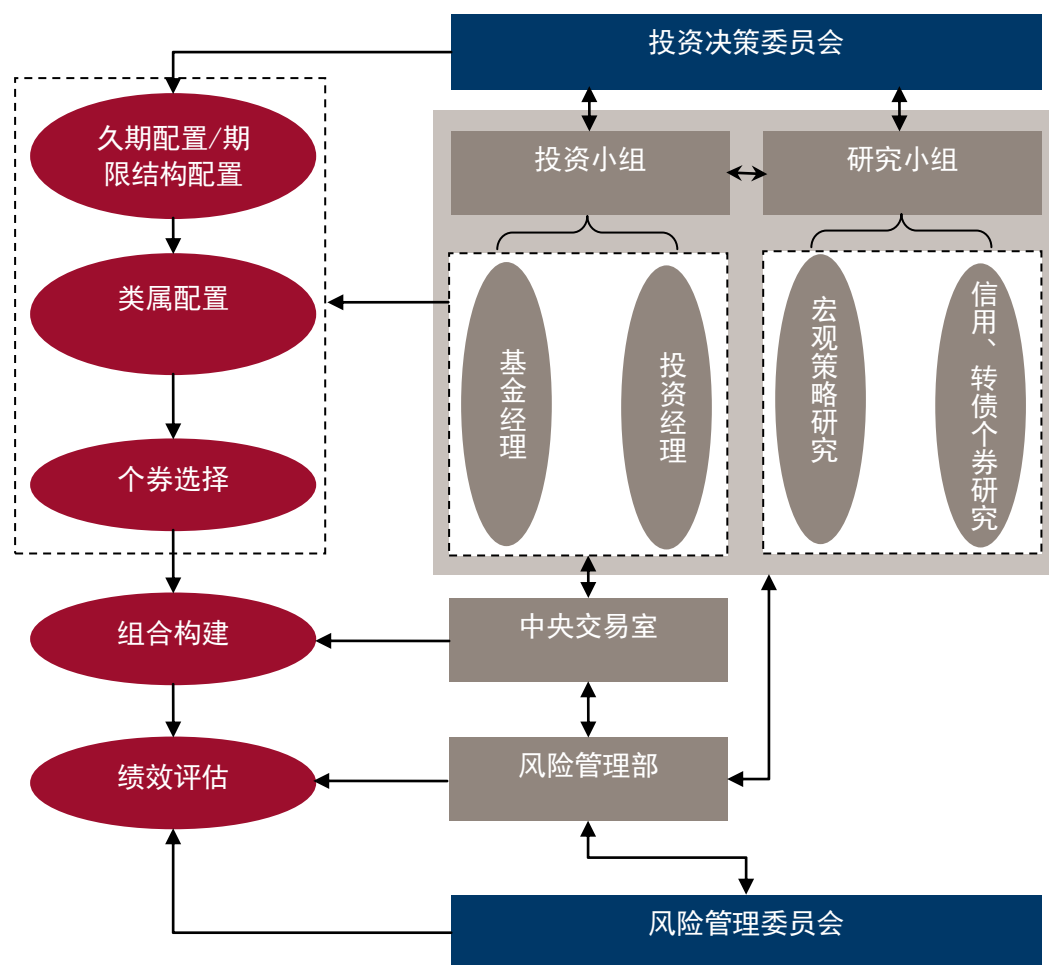 投资决策委员会
久期配置/期
限结构配置
投资小组
研究小组
类属配置
基金经理
投资经理
宏观策略研究
信用、转债个券研究
个券选择
组合构建
中央交易室
绩效评估
风险管理部
风险管理委员会